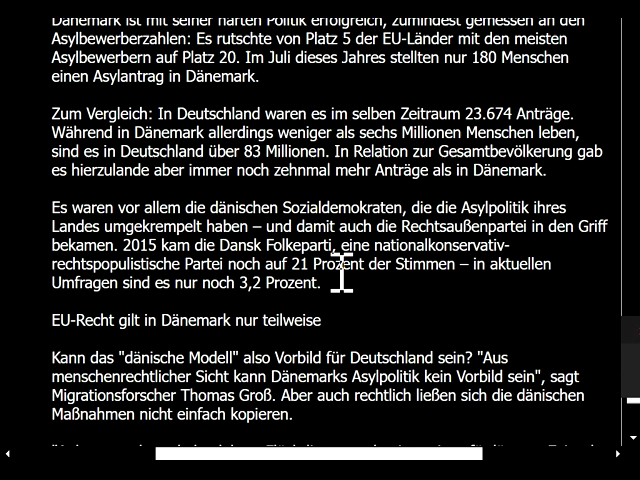 Dänemark ist mit seiner harten Politik erfolgreich, zumindest gemessen an den
Asylbewerberzahlen: Es rutschte von Platz 5 der EU-Länder mit den meisten
Asylbewerbern auf Platz 20. Im Juli dieses Jahres stellten nur 180 Menschen
einen Asylantrag in Dänemark.
Zum Vergleich: In Deutschland waren es im selben Zeitraum 23.674 Anträge.
Während in Dänemark allerdings weniger als sechs Millionen Menschen leben,
sind es in Deutschland über 83 Millionen. In Relation zur Gesamtbevölkerung gab
es hierzulande aber immer noch zehnmal mehr Anträge als in Dänemark.
Es waren vor allem die dänischen Sozialdemokraten, die die Asylpolitik ihres
Landes umgekrempelt haben – und damit auch die Rechtsaußenpartei in den Griff
bekamen. 2015 kam die Dansk Folkeparti, eine nationalkonservativ-
rechtspopulistische Partei noch auf 21 Prozent der Stimmen – in aktuellen
Umfragen sind es nur noch 3,2 Prozent.
EU-Recht gilt in Dänemark nur teilweise
Kann das "dänische Modell" also Vorbild für Deutschland sein? "Aus
menschenrechtlicher Sicht kann Dänemarks Asylpolitik kein Vorbild sein", sagt
Migrationsforscher Thomas Groß. Aber auch rechtlich ließen sich die dänischen
Maßnahmen nicht einfach kopieren.